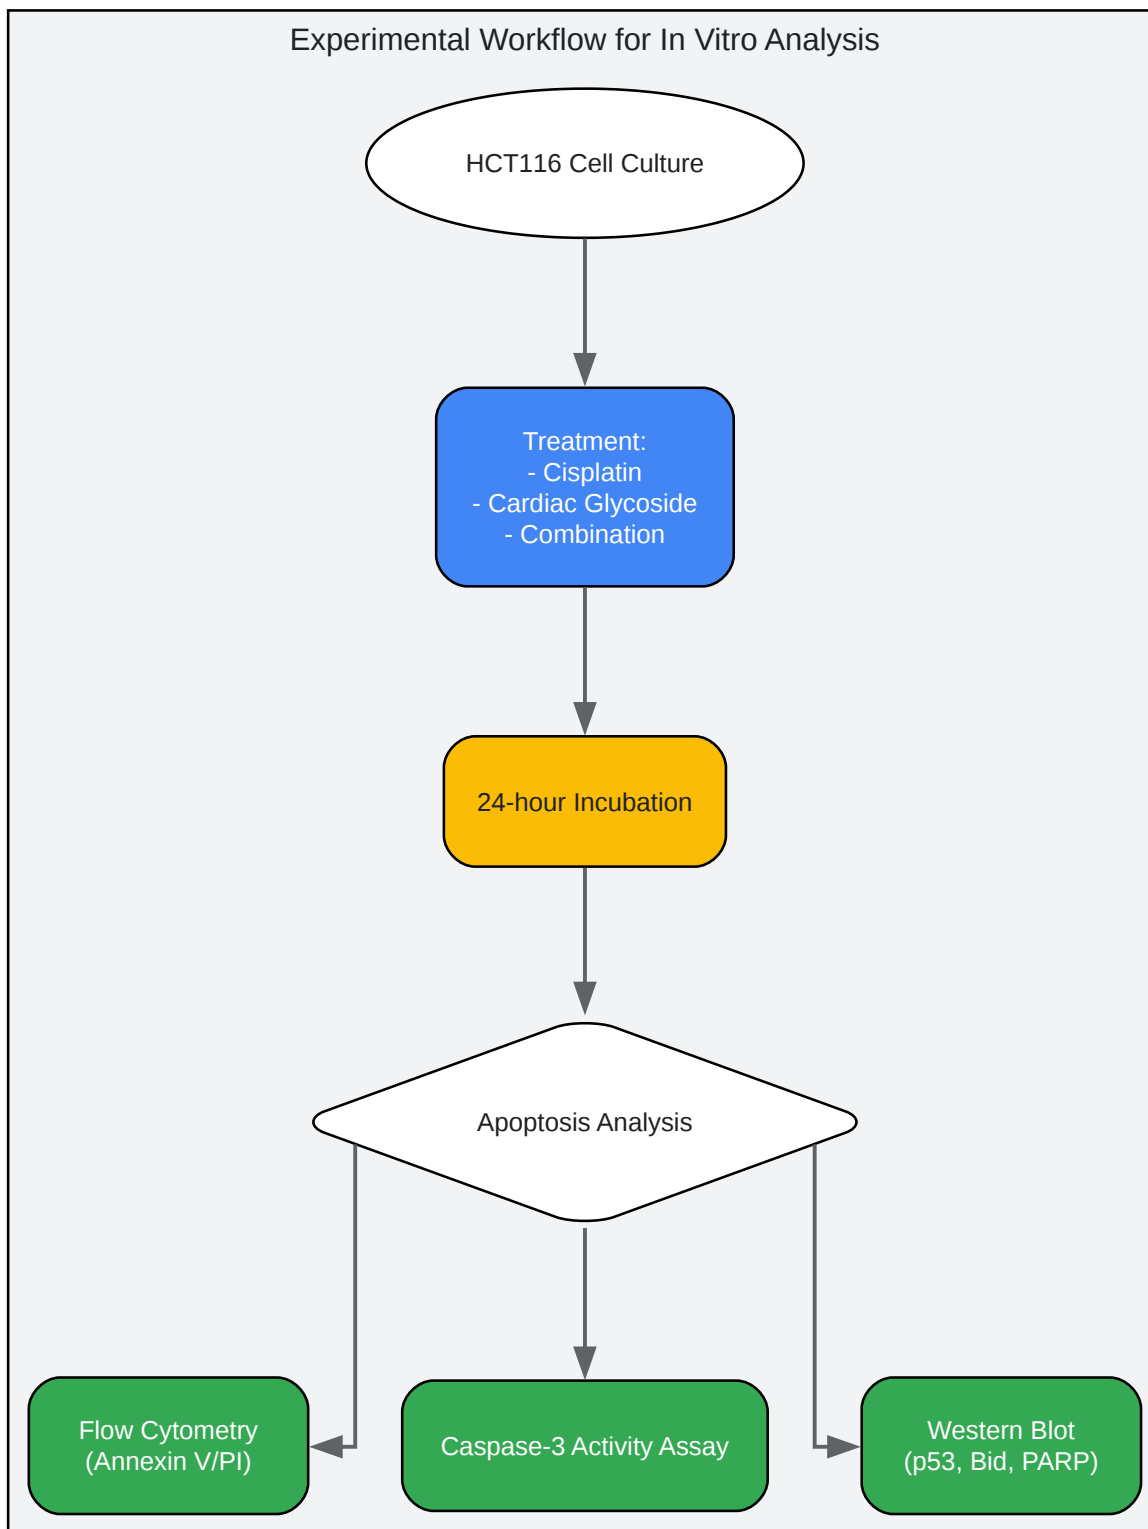 Experimental Workflow for In Vitro Analysis
HCT116 Cell Culture
Treatment:
- Cisplatin
- Cardiac Glycoside
- Combination
24-hour Incubation
Apoptosis Analysis
Flow Cytometry
(Annexin V/PI)
Caspase-3 Activity Assay
Western Blot
(p53, Bid, PARP)